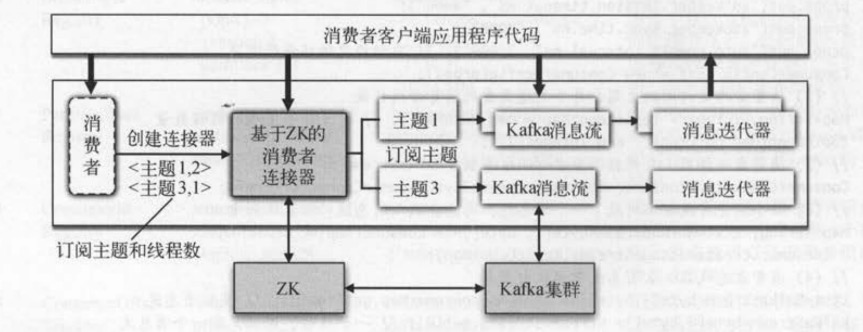 消费者客户端应用程序代码
消费者
创建连接器
<主题1,2>
<主题3,1>
订阅主题和线程数
基于ZK的
消费者
连接器
主题1
订阅主题
主题3
Kafka消息流
Kafka消息流
消息迭代器
消息迭代器
ZK
Kafka集群